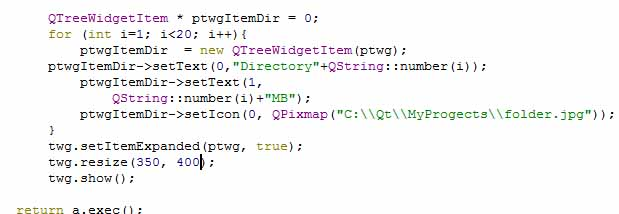 QTreeWidgetItem * ptwgItemDir = 0;
for (int i=1; i<20; i++){
ptwgItemDir  = new QTreeWidgetItem(ptwg);
ptwgItemDir->setText(0,"Directory"+QString::number(i));
ptwgItemDir->setText(1,
QString::number(i)+"MB");
ptwgItemDir->setIcon(0, QPixmap("C:\\Qt\\MyProgects\\folder.jpg"));
}
twg.setItemExpanded(ptwg, true);
twg.resize(350, 400);
twg.show();
return a.exec();